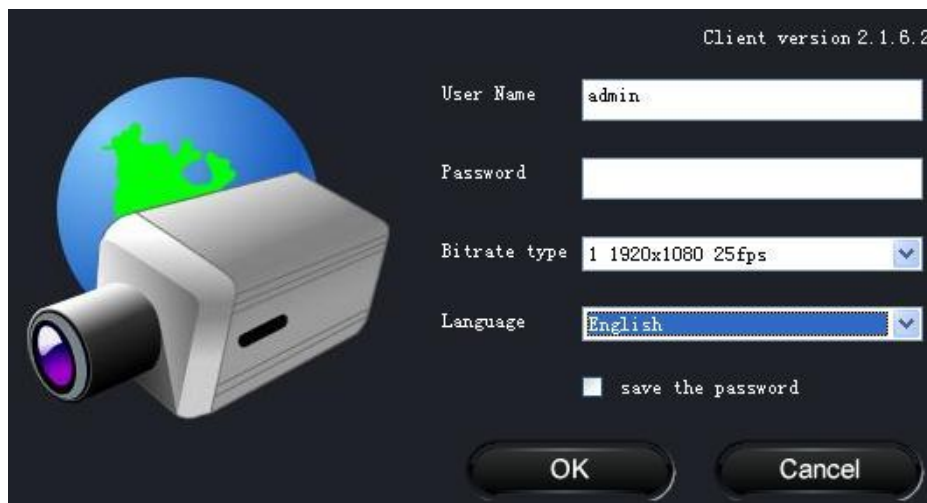 Client version 2.1.6.2
User Name
admin
Password
Bitrate type
1 1920x1080 25fps
Language
English
save the password
OK
Cancel